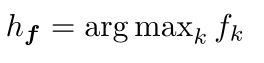 h_𝒇 = arg max_k f_k